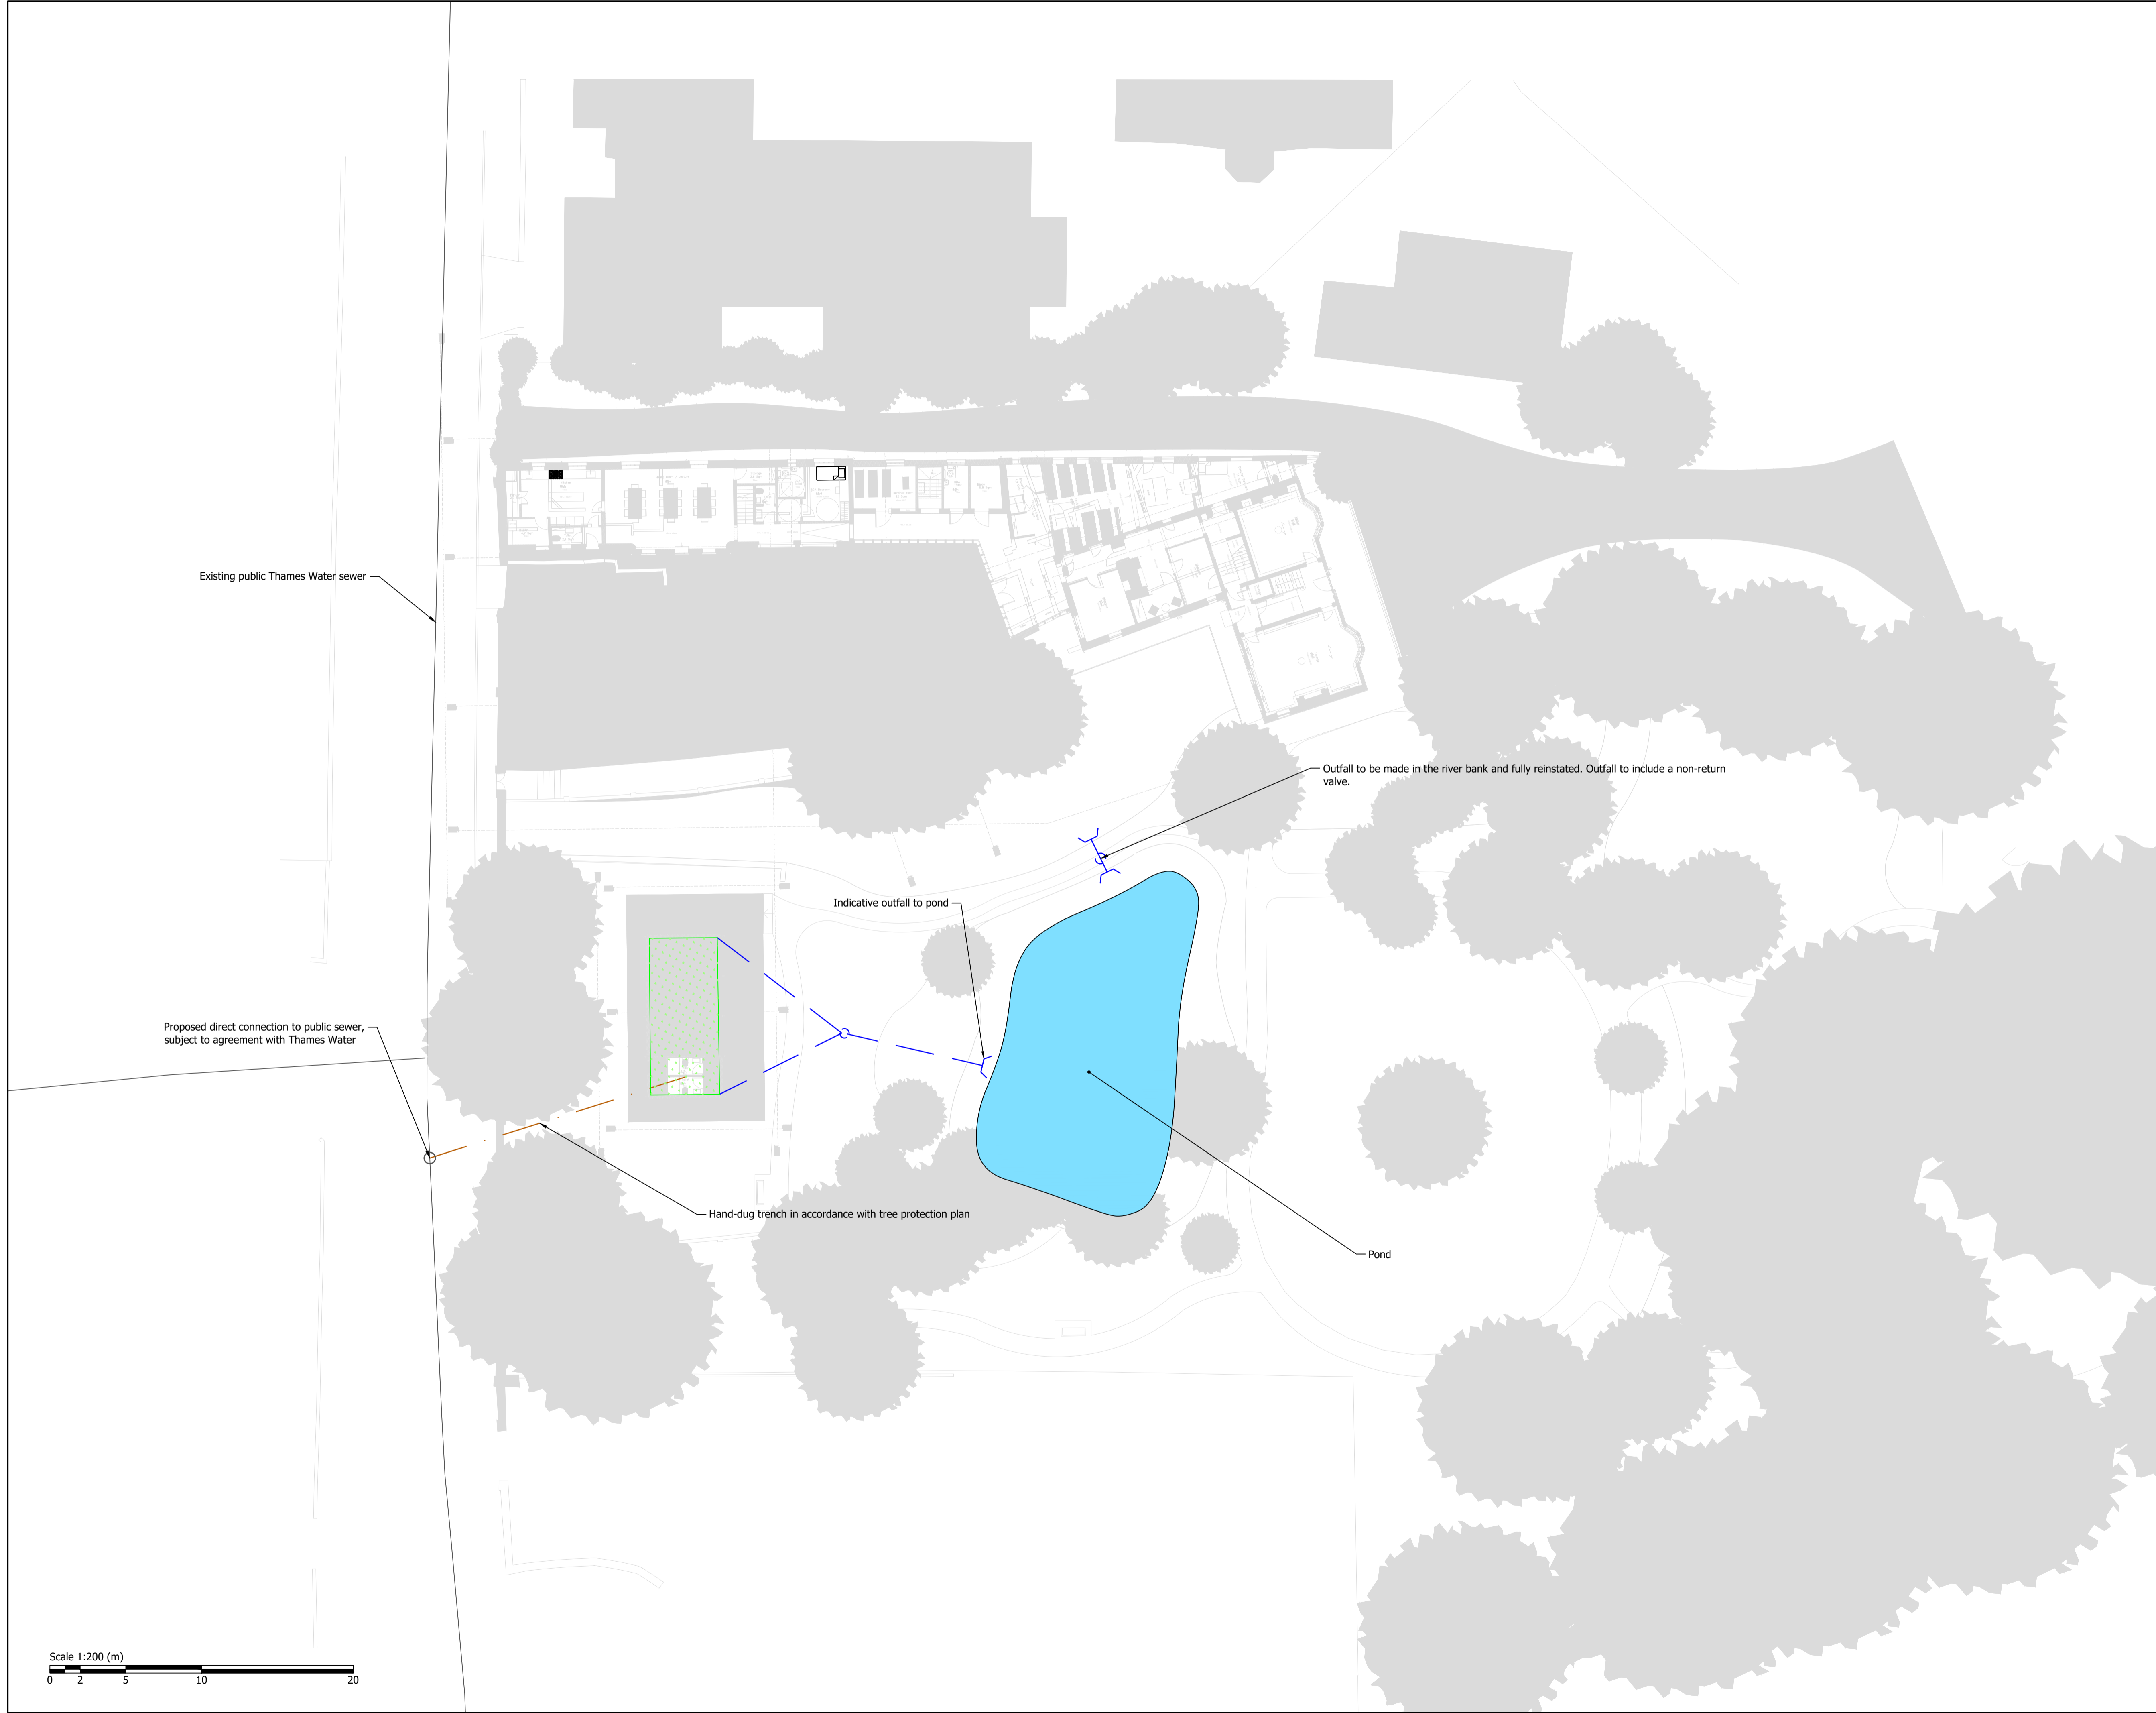 Existing public Thames Water sewer
Outfall to be made in the river bank and fully reinstated. Outfall to include a non-return
valve.
Indicative outfall to pond
Proposed direct connection to public sewer,
subject to agreement with Thames Water
Hand-dug trench in accordance with tree protection plan
Pond
Scale 1:200 (m)
0 2 5 10 20